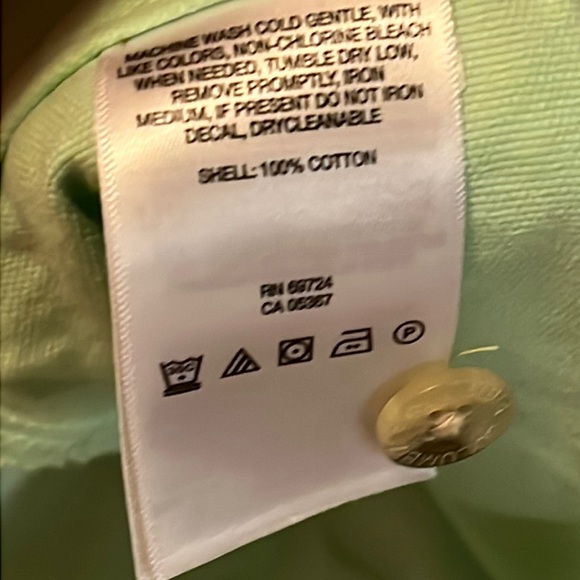 MACHINE WASH COLD GENTLE, WITH
LIKE COLORS, NON-CHLORINE BLEACH
WHEN NEEDED, TUMBLE DRY LOW,
REMOVE PROMPTLY, IRON
MEDIUM, IF PRESENT DO NOT IRON
DECAL, DRYCLEANABLE
SHELL: 100% COTTON
RN 69724
CA 05367
30C
P